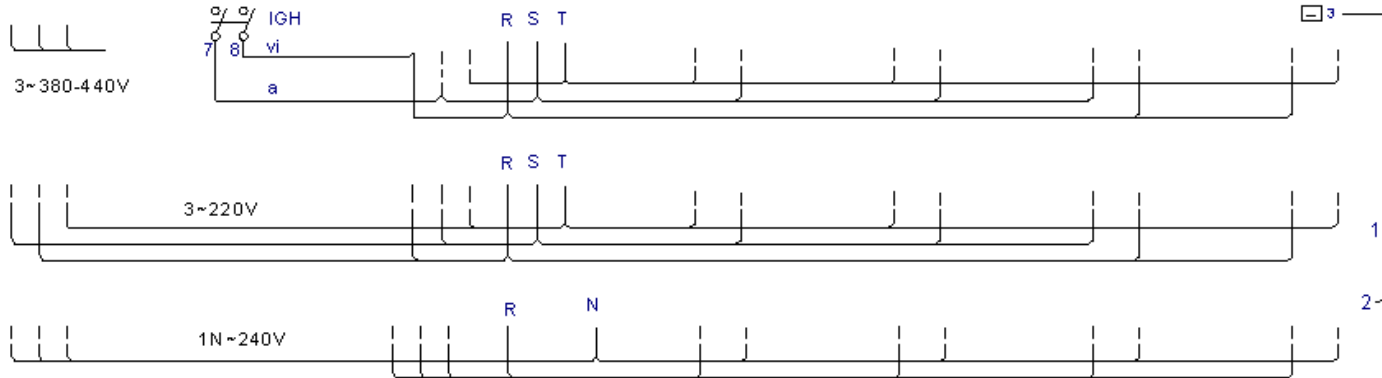 IGH R S T 3
7 8 vi
3~380-440V a
R S T
3~220V
1
2~
R N
1N~240V